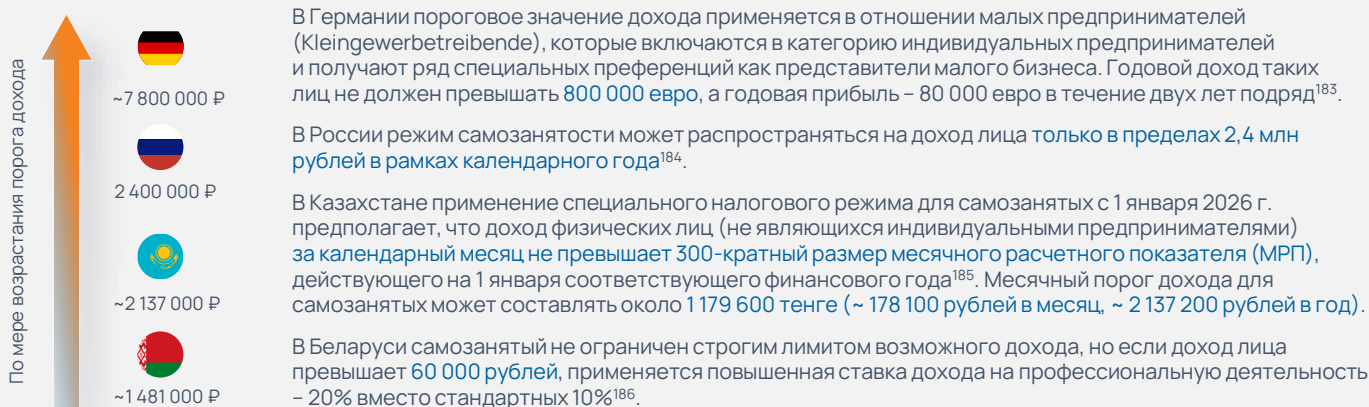 По мере возрастания порога дохода
~7 800 000 ₽
В Германии пороговое значение дохода применяется в отношении малых предпринимателей
(Kleingewerbetreibende), которые включаются в категорию индивидуальных предпринимателей
и получают ряд специальных преференций как представители малого бизнеса. Годовой доход таких
лиц не должен превышать 800 000 евро, а годовая прибыль – 80 000 евро в течение двух лет подряд¹⁸³.
2 400 000 ₽
В России режим самозанятости может распространяться на доход лица только в пределах 2,4 млн
рублей в рамках календарного года¹⁸⁴.
~2 137 000 ₽
В Казахстане применение специального налогового режима для самозанятых с 1 января 2026 г.
предполагает, что доход физических лиц (не являющихся индивидуальными предпринимателями)
за календарный месяц не превышает 300-кратный размер месячного расчетного показателя (МРП),
действующего на 1 января соответствующего финансового года¹⁸⁵. Месячный порог дохода для
самозанятых может составлять около 1 179 600 тенге (~ 178 100 рублей в месяц, ~ 2 137 200 рублей в год).
~1 481 000 ₽
В Беларуси самозанятый не ограничен строгим лимитом возможного дохода, но если доход лица
превышает 60 000 рублей, применяется повышенная ставка дохода на профессиональную деятельность
– 20% вместо стандартных 10%¹⁸⁶.